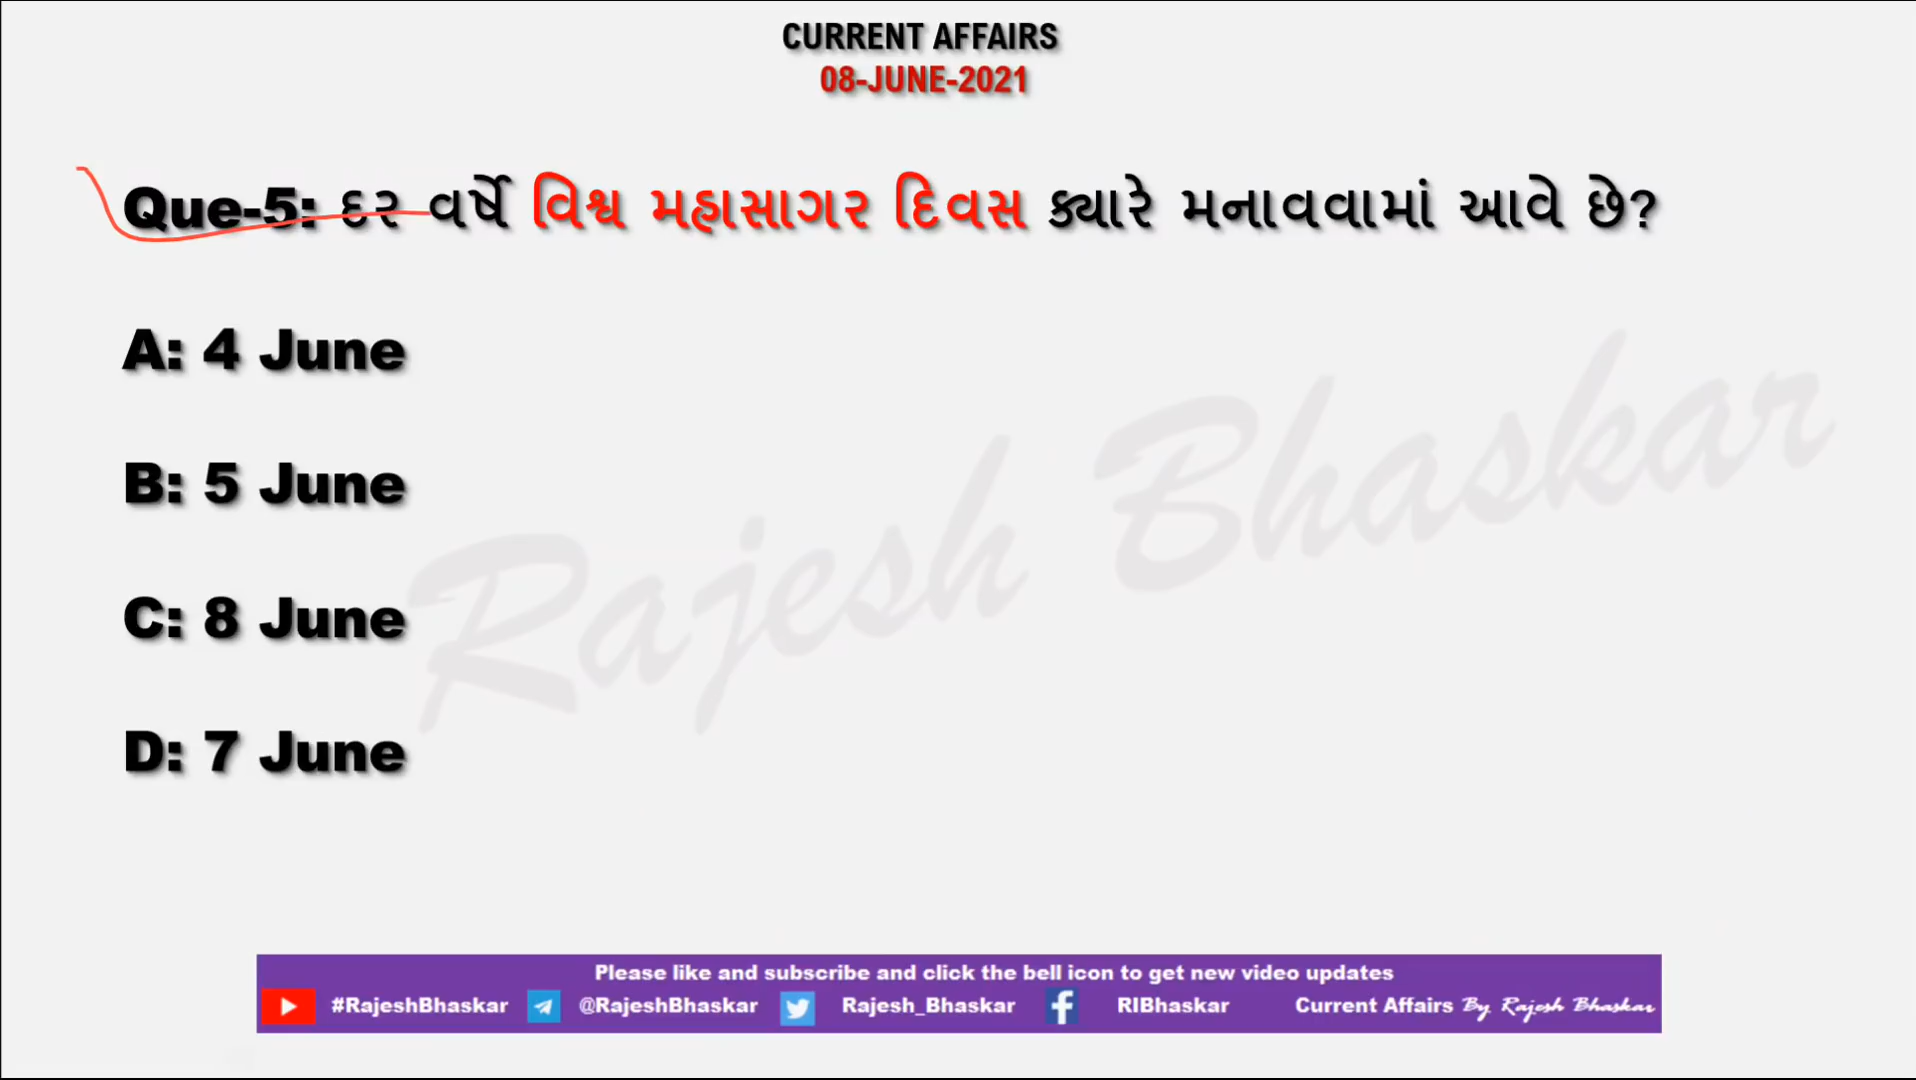 CURRENT AFFAIRS
08-JUNE-2021
Que-5: દર વર્ષે વિશ્વ મહાસાગર દિવસ ક્યારે મનાવવામાં આવે છે?
A: 4 June
B: 5 June
C: 8 June
D: 7 June
Rajesh Bhaskar
Please like and subscribe and click the bell icon to get new video updates
#RajeshBhaskar @RajeshBhaskar Rajesh_Bhaskar RIBhaskar Current Affairs By Rajesh Bhaskar